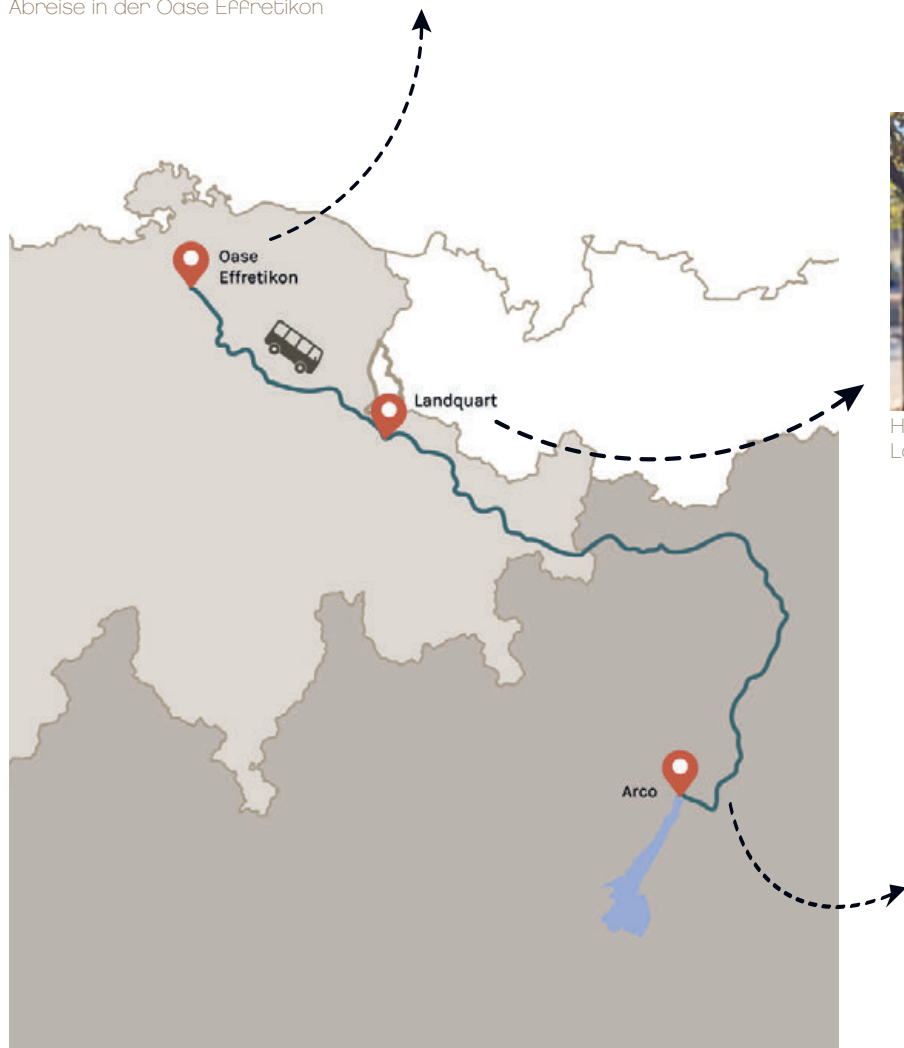 Abreise in der Oase Effretikon
Oase
Effretikon
Landquart
Arco